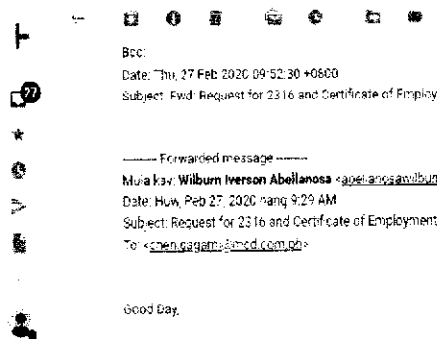 27
Bcc:
Date: Thu, 27 Feb 2020 09:52:30 +0800
Subject: Fwd: Request for 2316 and Certificate of Employ
-------- Forwarded message --------
Mula kay: Wilburn Iverson Abellanosa
Date: Huw, Peb 27, 2020 nang 9:29 AM
Subject: Request for 2316 and Certificate of Employment
To:
Good Day,